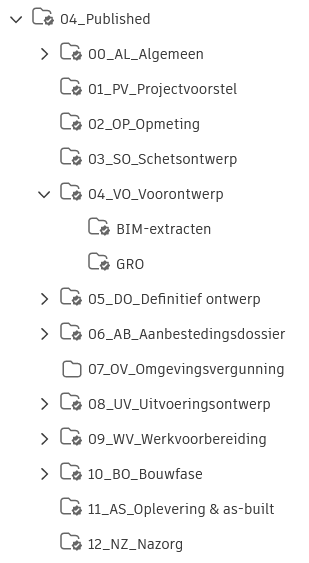 04_Published
00_AL_Algemeen
01_PV_Projectvoorstel
02_OP_Opmeting
03_SO_Schetsontwerp
04_VO_Voorontwerp
BIM-extracten
GRO
05_DO_Definitief ontwerp
06_AB_Aanbestedingsdossier
07_OV_Omgevingsvergunning
08_UV_Uitvoeringsontwerp
09_WV_Werkvoorbereiding
10_BO_Bouwfase
11_AS_Oplevering & as-built
12_NZ_Nazorg